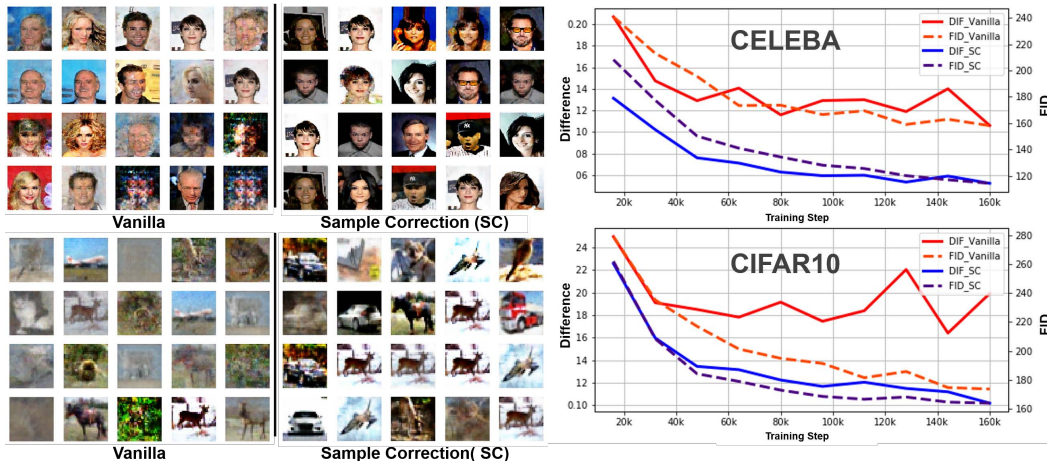 Vanilla
Sample Correction (SC)
Vanilla
Sample Correction( SC)
CELEBA
DIF_Vanilla
FID_Vanilla
DIF_SC
FID_SC
Difference
0.20
18
16
14
12
10
08
06
FID
240
220
200
180
160
140
120
20k 40k 60k 80k 100k 120k 140k 160k
Training Step
CIFAR10
DIF_Vanilla
FID_Vanilla
DIF_SC
FID_SC
Difference
24
22
20
18
16
14
12
0.10
FID
280
260
240
220
200
180
160
20k 40k 60k 80k 100k 120k 140k 160k
Training Step